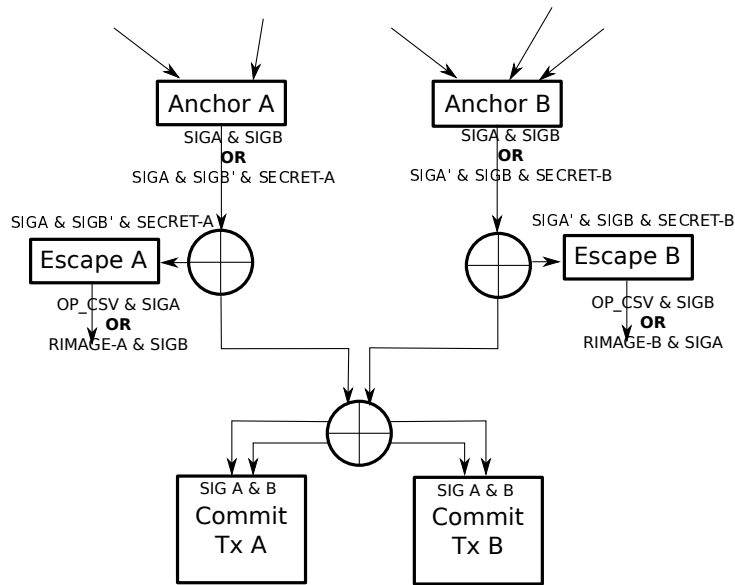 Anchor A
SIGA & SIGB
OR
SIGA & SIGB' & SECRET-A
Anchor B
SIGA & SIGB
OR
SIGA' & SIGB & SECRET-B
SIGA & SIGB' & SECRET-A
Escape A
OP_CSV & SIGA
OR
RIMAGE-A & SIGB
SIGA' & SIGB & SECRET-B
Escape B
OP_CSV & SIGB
OR
RIMAGE-B & SIGA
SIG A & B
Commit
Tx A
SIG A & B
Commit
Tx B